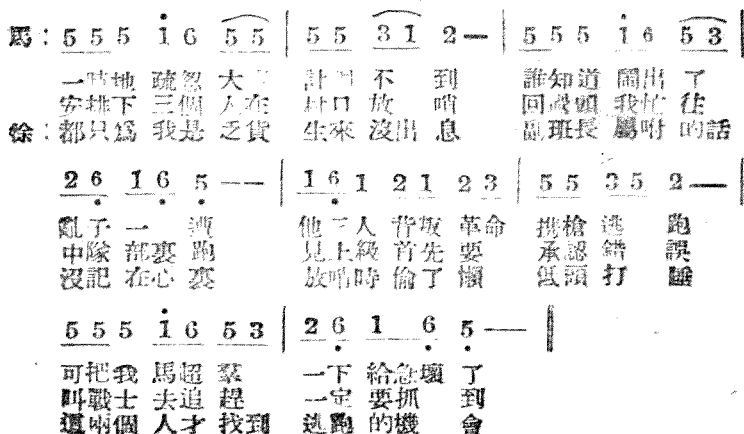 馬: 5 5 5 1̇ 6 5 5 | 5 5 3 1 2 — | 5 5 5 1̇ 6 5 3
一時地疏忽大 計 不到 誰知道鬧出了
安排下三個人在 村口放哨 回過頭我忙往
徐: 都只爲我是乏貨 生來沒出息 副班長屬咐的話
2 6̣ 1 6̣ 5̣ — — | 1 6̣ 1 2 1 2 3 | 5 5 3 5 2 —
亂子一 他三人背叛革命 携槍逃跑
中隊部裏跑 見上級首先要 承認錯誤
沒記在心裏 放哨時偷了懶 低頭打
5 5 5 1̇ 6 5 3 | 2 6̣ 1 6̣ 5̣ —
可把我馬超羣 一下給急壞了
叫戰士去追趕 一定要抓到
這兩個人才找到 逃跑的機會